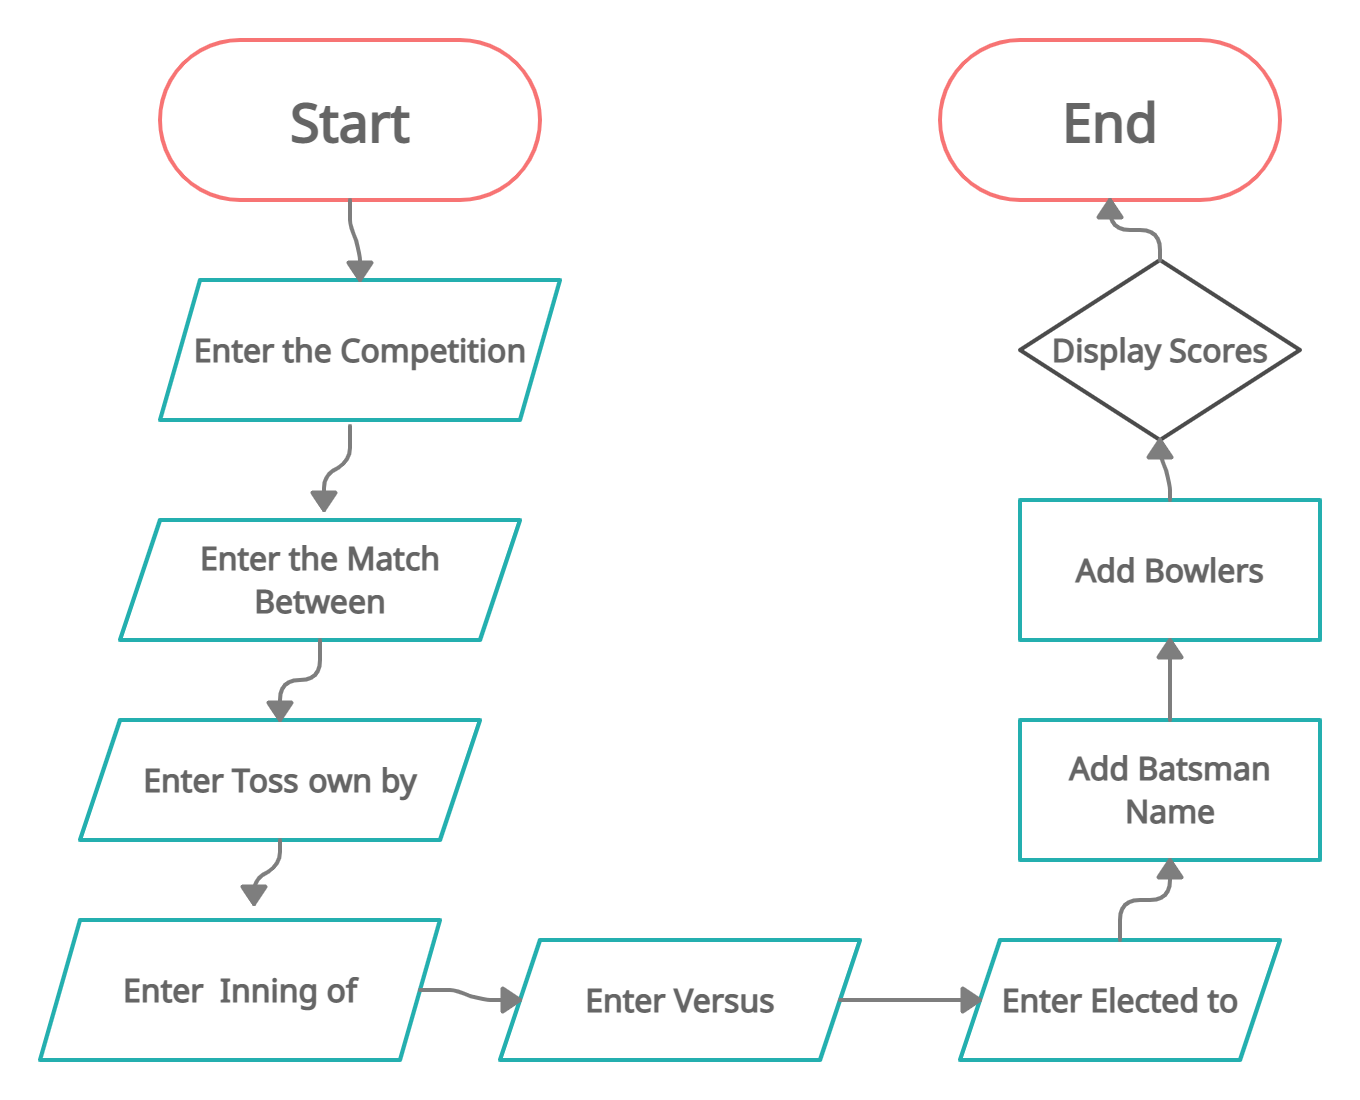 Start
Enter the Competition
Enter the Match
Between
Enter Toss own by
Enter  Inning of
Enter Versus
Enter Elected to
Add Batsman
Name
Add Bowlers
Display Scores
End